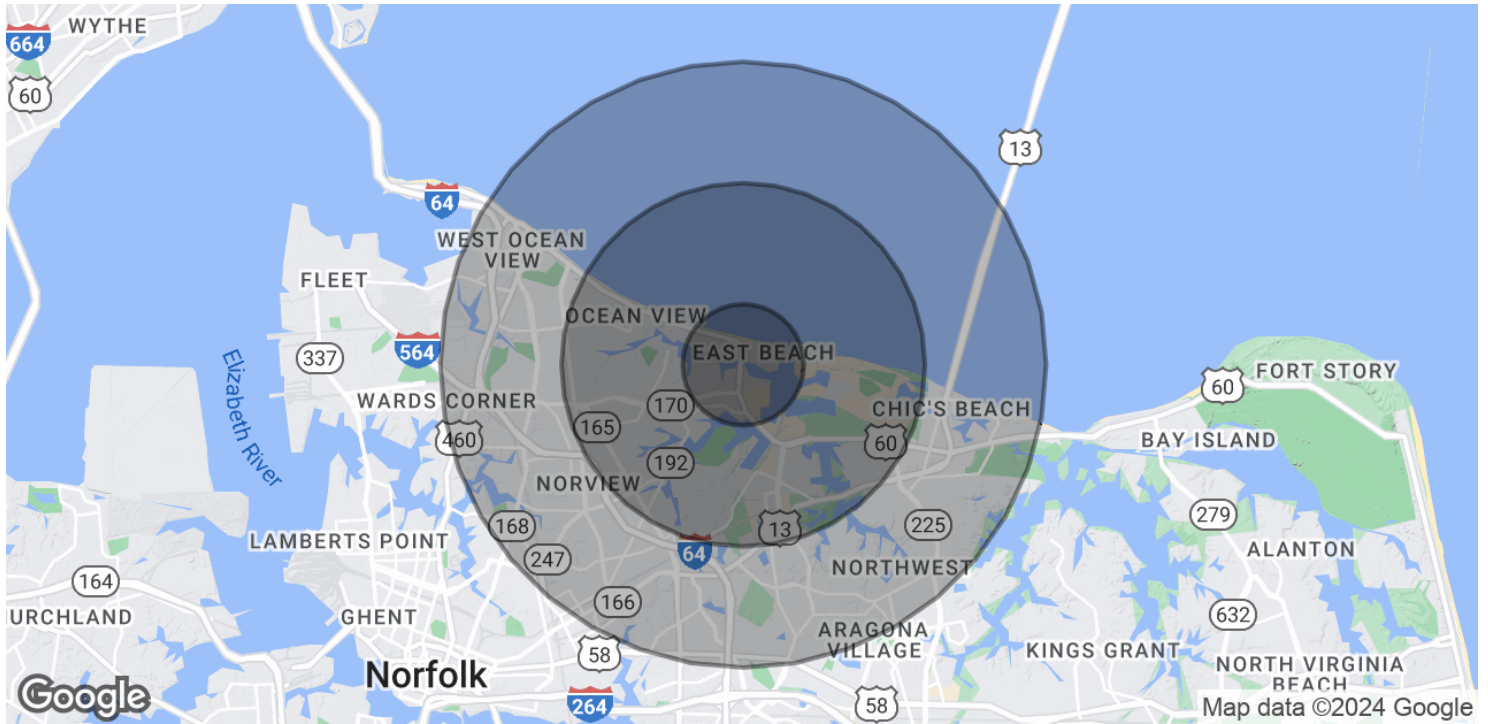 WYTHE
664
60
13
64
WEST OCEAN
VIEW
FLEET
OCEAN VIEW
EAST BEACH
337
564
Elizabeth River
WARDS CORNER
170
165
460
CHIC'S BEACH
60
60
FORT STORY
BAY ISLAND
192
NORVIEW
168
247
64
13
225
279
LAMBERTS POINT
ALANTON
164
NORTHWEST
166
URCHLAND
GHENT
632
ARAGONA
VILLAGE
58
KINGS GRANT
Norfolk
NORTH VIRGINIA
BEACH
264
58
Google
Map data ©2024 Google